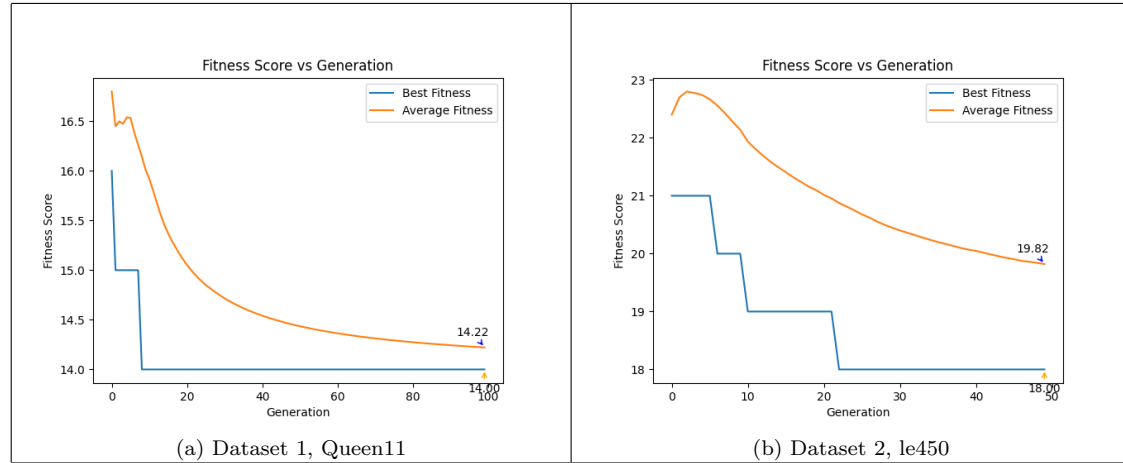 Fitness Score vs Generation
Best Fitness
Average Fitness
16.5
16.0
15.5
15.0
14.5
14.0
Fitness Score
14.22
14.00
0
20
40
60
80
100
Generation
(a) Dataset 1, Queen11
Fitness Score vs Generation
Best Fitness
Average Fitness
23
22
21
20
19
18
Fitness Score
19.82
18.00
0
10
20
30
40
50
Generation
(b) Dataset 2, le450